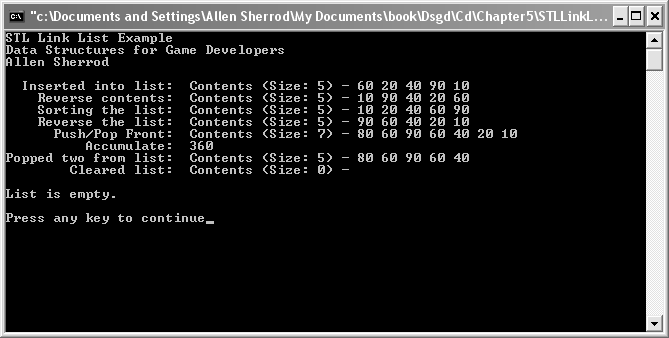 "c:\Documents and Settings\Allen Sherrod\My Documents\book\Dsgd\Cd\Chapter5\STLLinkL...
STL Link List Example
Data Structures for Game Developers
Allen Sherrod
Inserted into list: Contents (Size: 5) - 60 20 40 90 10
Reverse contents: Contents (Size: 5) - 10 90 40 20 60
Sorting the list: Contents (Size: 5) - 10 20 40 60 90
Reverse the list: Contents (Size: 5) - 90 60 40 20 10
Push/Pop Front: Contents (Size: 7) - 80 60 90 60 40 20 10
Accumulate: 360
Popped two from list: Contents (Size: 5) - 80 60 90 60 40
Cleared list: Contents (Size: 0) -
List is empty.
Press any key to continue_